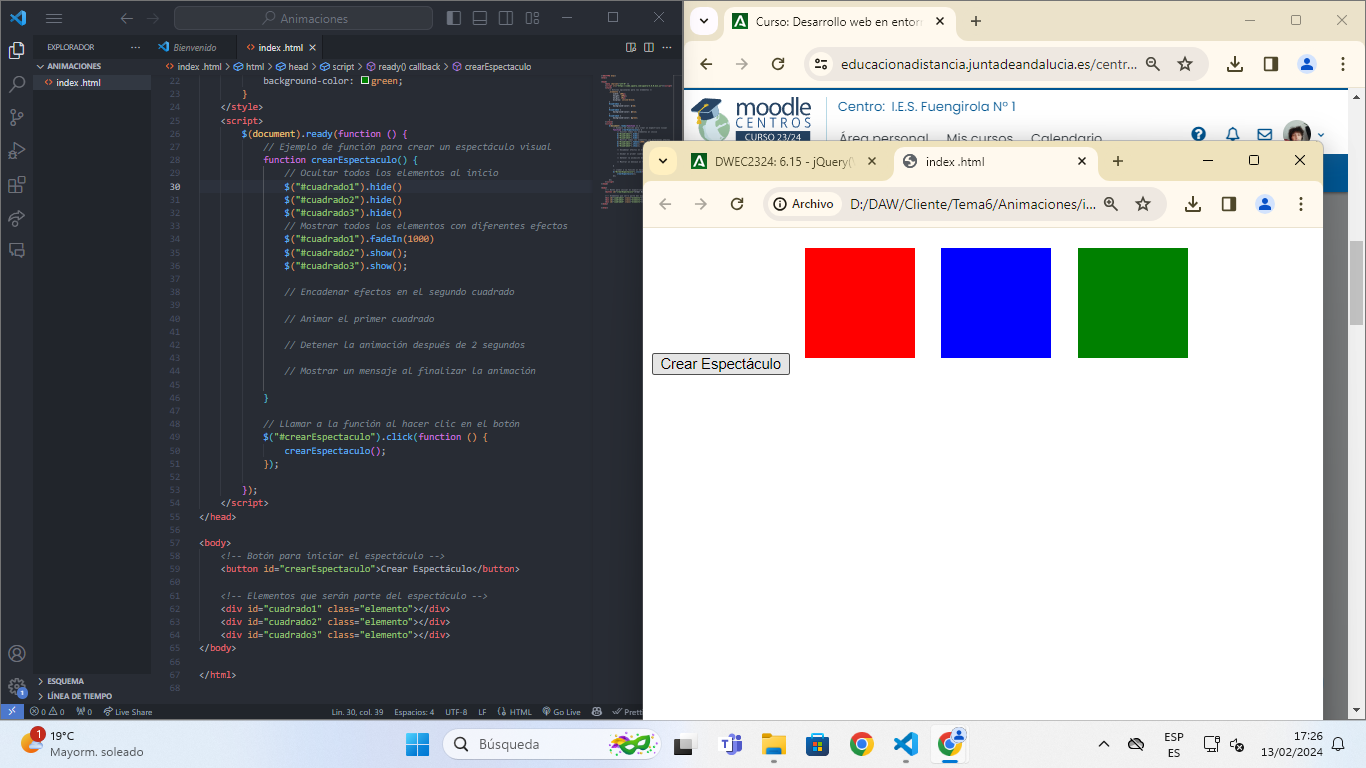 Animaciones
EXPLORADOR
ANIMACIONES
index .html
ESQUEMA
LÍNEA DE TIEMPO
Bienvenido
index .html
index .html > html > head > script > ready() callback > crearEspectaculo
22 background-color: green;
23 }
24 </style>
25 <script>
26 $(document).ready(function () {
27 // Ejemplo de función para crear un espectáculo visual
28 function crearEspectaculo() {
29 // Ocultar todos los elementos al inicio
30 $("#cuadrado1").hide()
31 $("#cuadrado2").hide()
32 $("#cuadrado3").hide()
33 // Mostrar todos los elementos con diferentes efectos
34 $("#cuadrado1").fadeIn(1000)
35 $("#cuadrado2").show();
36 $("#cuadrado3").show();
37
38 // Encadenar efectos en el segundo cuadrado
39
40 // Animar el primer cuadrado
41
42 // Detener la animación después de 2 segundos
43
44 // Mostrar un mensaje al finalizar la animación
45
46 }
47
48 // Llamar a la función al hacer clic en el botón
49 $("#crearEspectaculo").click(function () {
50 crearEspectaculo();
51 });
52
53 });
54 </script>
55 </head>
56
57 <body>
58 <!-- Botón para iniciar el espectáculo -->
59 <button id="crearEspectaculo">Crear Espectáculo</button>
60
61 <!-- Elementos que serán parte del espectáculo -->
62 <div id="cuadrado1" class="elemento"></div>
63 <div id="cuadrado2" class="elemento"></div>
64 <div id="cuadrado3" class="elemento"></div>
65 </body>
66
67 </html>
68
1
0 0 0 Live Share Lín. 30, col. 39 Espacios: 4 UTF-8 LF HTML Go Live Prett
Curso: Desarrollo web en entorn
educacionadistancia.juntadeandalucia.es/centr...
moodle
CENTROS
CURSO 23/24
Centro: I.E.S. Fuengirola Nº 1
Área personal Mis cursos Calendario
DWEC2324: 6.15 - jQuery(V
index .html
Archivo D:/DAW/Cliente/Tema6/Animaciones/i...
Crear Espectáculo
1
19°C
Mayorm. soleado
Búsqueda
ESP
ES
17:26
13/02/2024